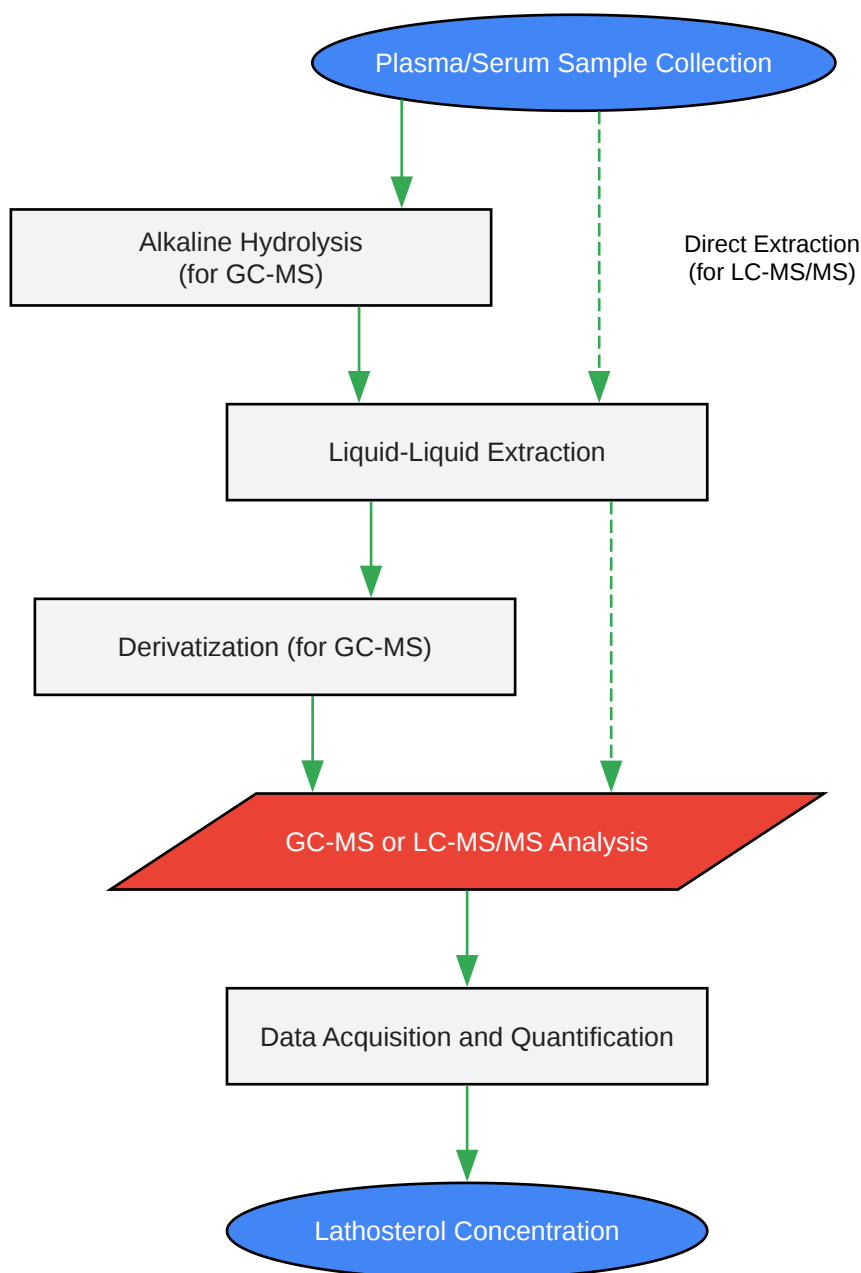 Plasma/Serum Sample Collection
Alkaline Hydrolysis
(for GC-MS)
Direct Extraction
(for LC-MS/MS)
Liquid-Liquid Extraction
Derivatization (for GC-MS)
GC-MS or LC-MS/MS Analysis
Data Acquisition and Quantification
Lathosterol Concentration